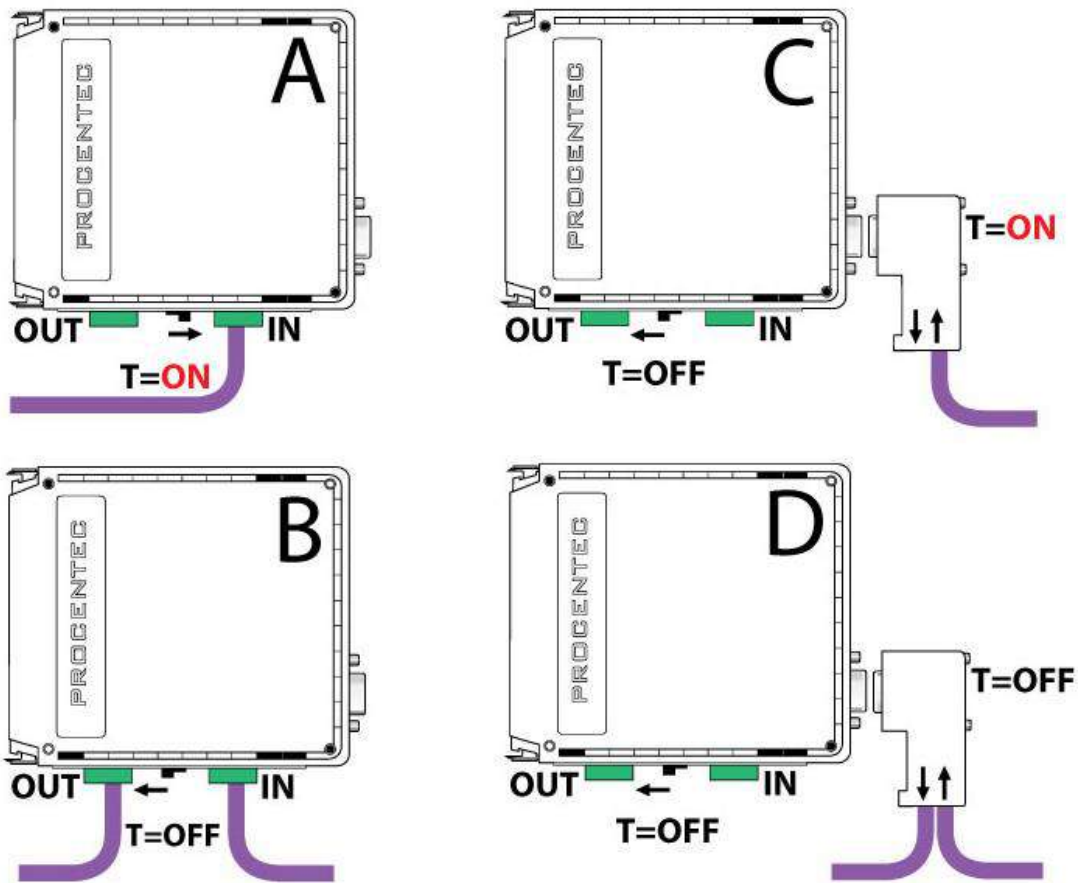 A
PROCENTEC
OUT
IN
T=ON
C
PROCENTEC
T=ON
OUT
IN
T=OFF
B
PROCENTEC
OUT
IN
T=OFF
D
PROCENTEC
T=OFF
OUT
IN
T=OFF